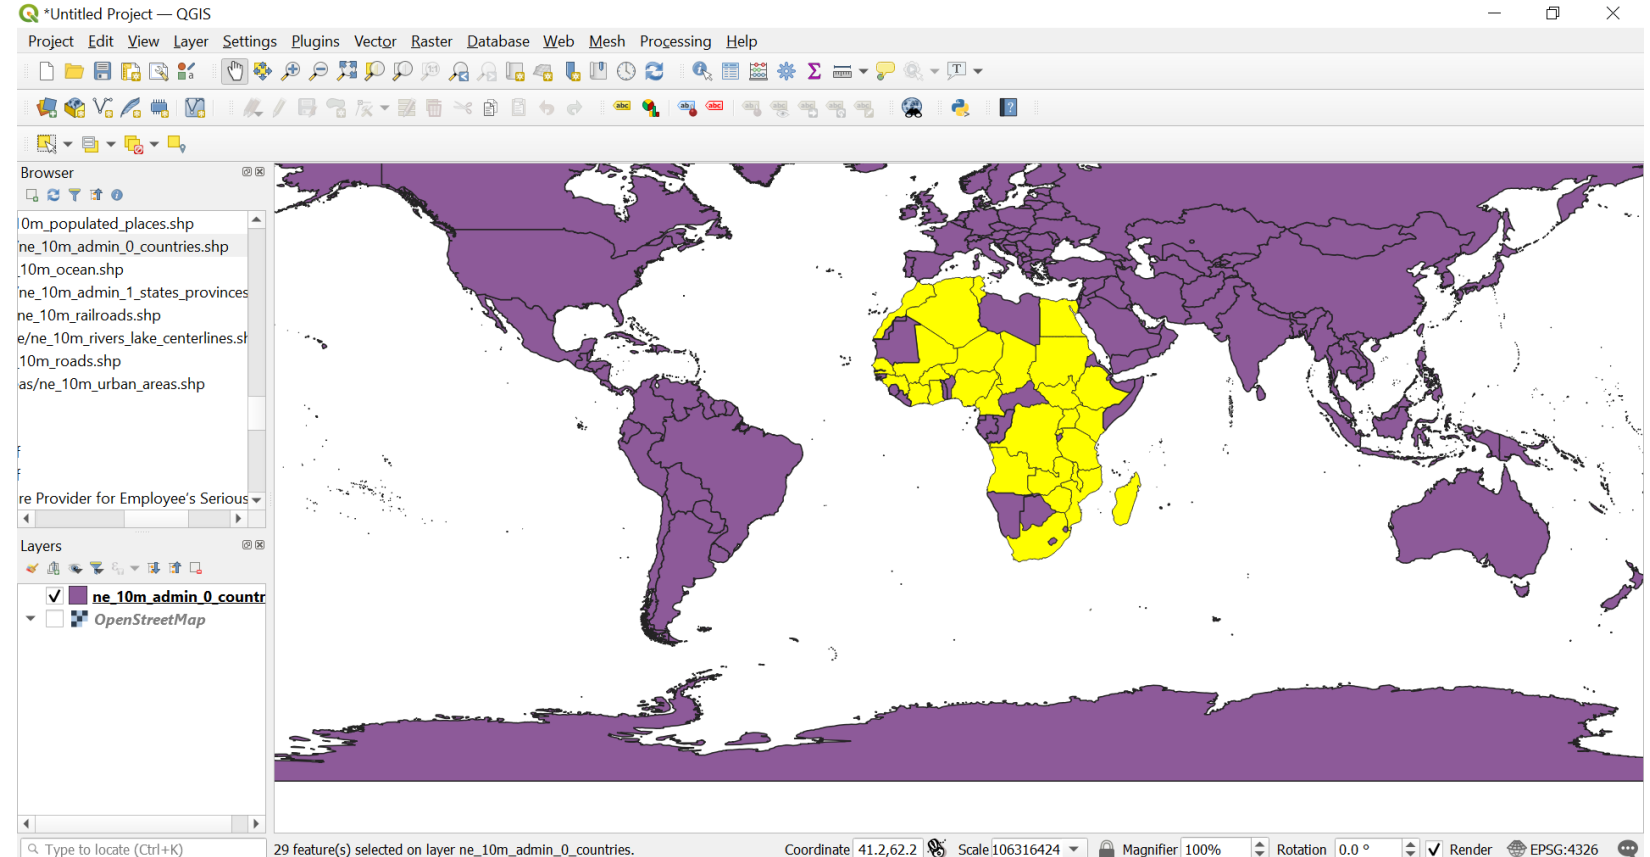 *Untitled Project — QGIS
Project Edit View Layer Settings Plugins Vector Raster Database Web Mesh Processing Help
Browser
10m_populated_places.shp
/ne_10m_admin_0_countries.shp
_10m_ocean.shp
/ne_10m_admin_1_states_provinces
ne_10m_railroads.shp
e/ne_10m_rivers_lake_centerlines.sh
_10m_roads.shp
as/ne_10m_urban_areas.shp
f
f
re Provider for Employee's Serious
Layers
ne_10m_admin_0_countr
OpenStreetMap
Type to locate (Ctrl+K) 29 feature(s) selected on layer ne_10m_admin_0_countries. Coordinate 41.2,62.2 Scale 106316424 Magnifier 100% Rotation 0.0 ° Render EPSG:4326